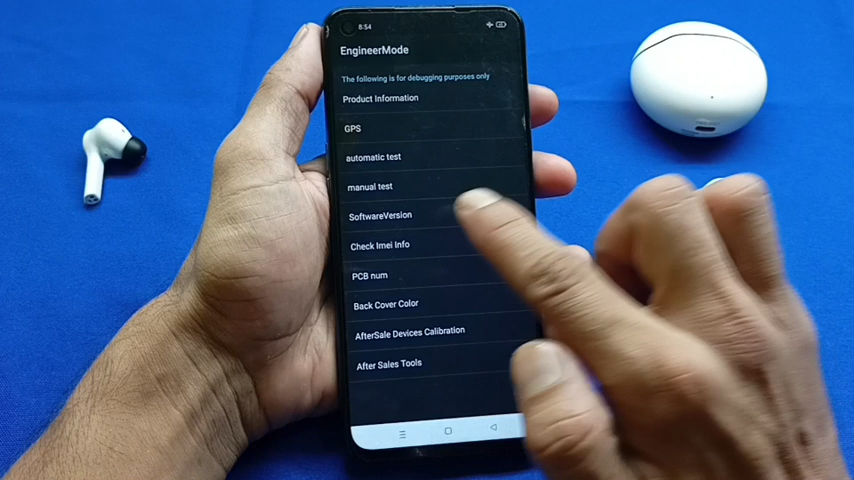 8:54
EngineerMode
The following is for debugging purposes only
Product Information
GPS
automatic test
manual test
SoftwareVersion
Check Imei Info
PCB num
Back Cover Color
AfterSale Devices Calibration
After Sales Tools